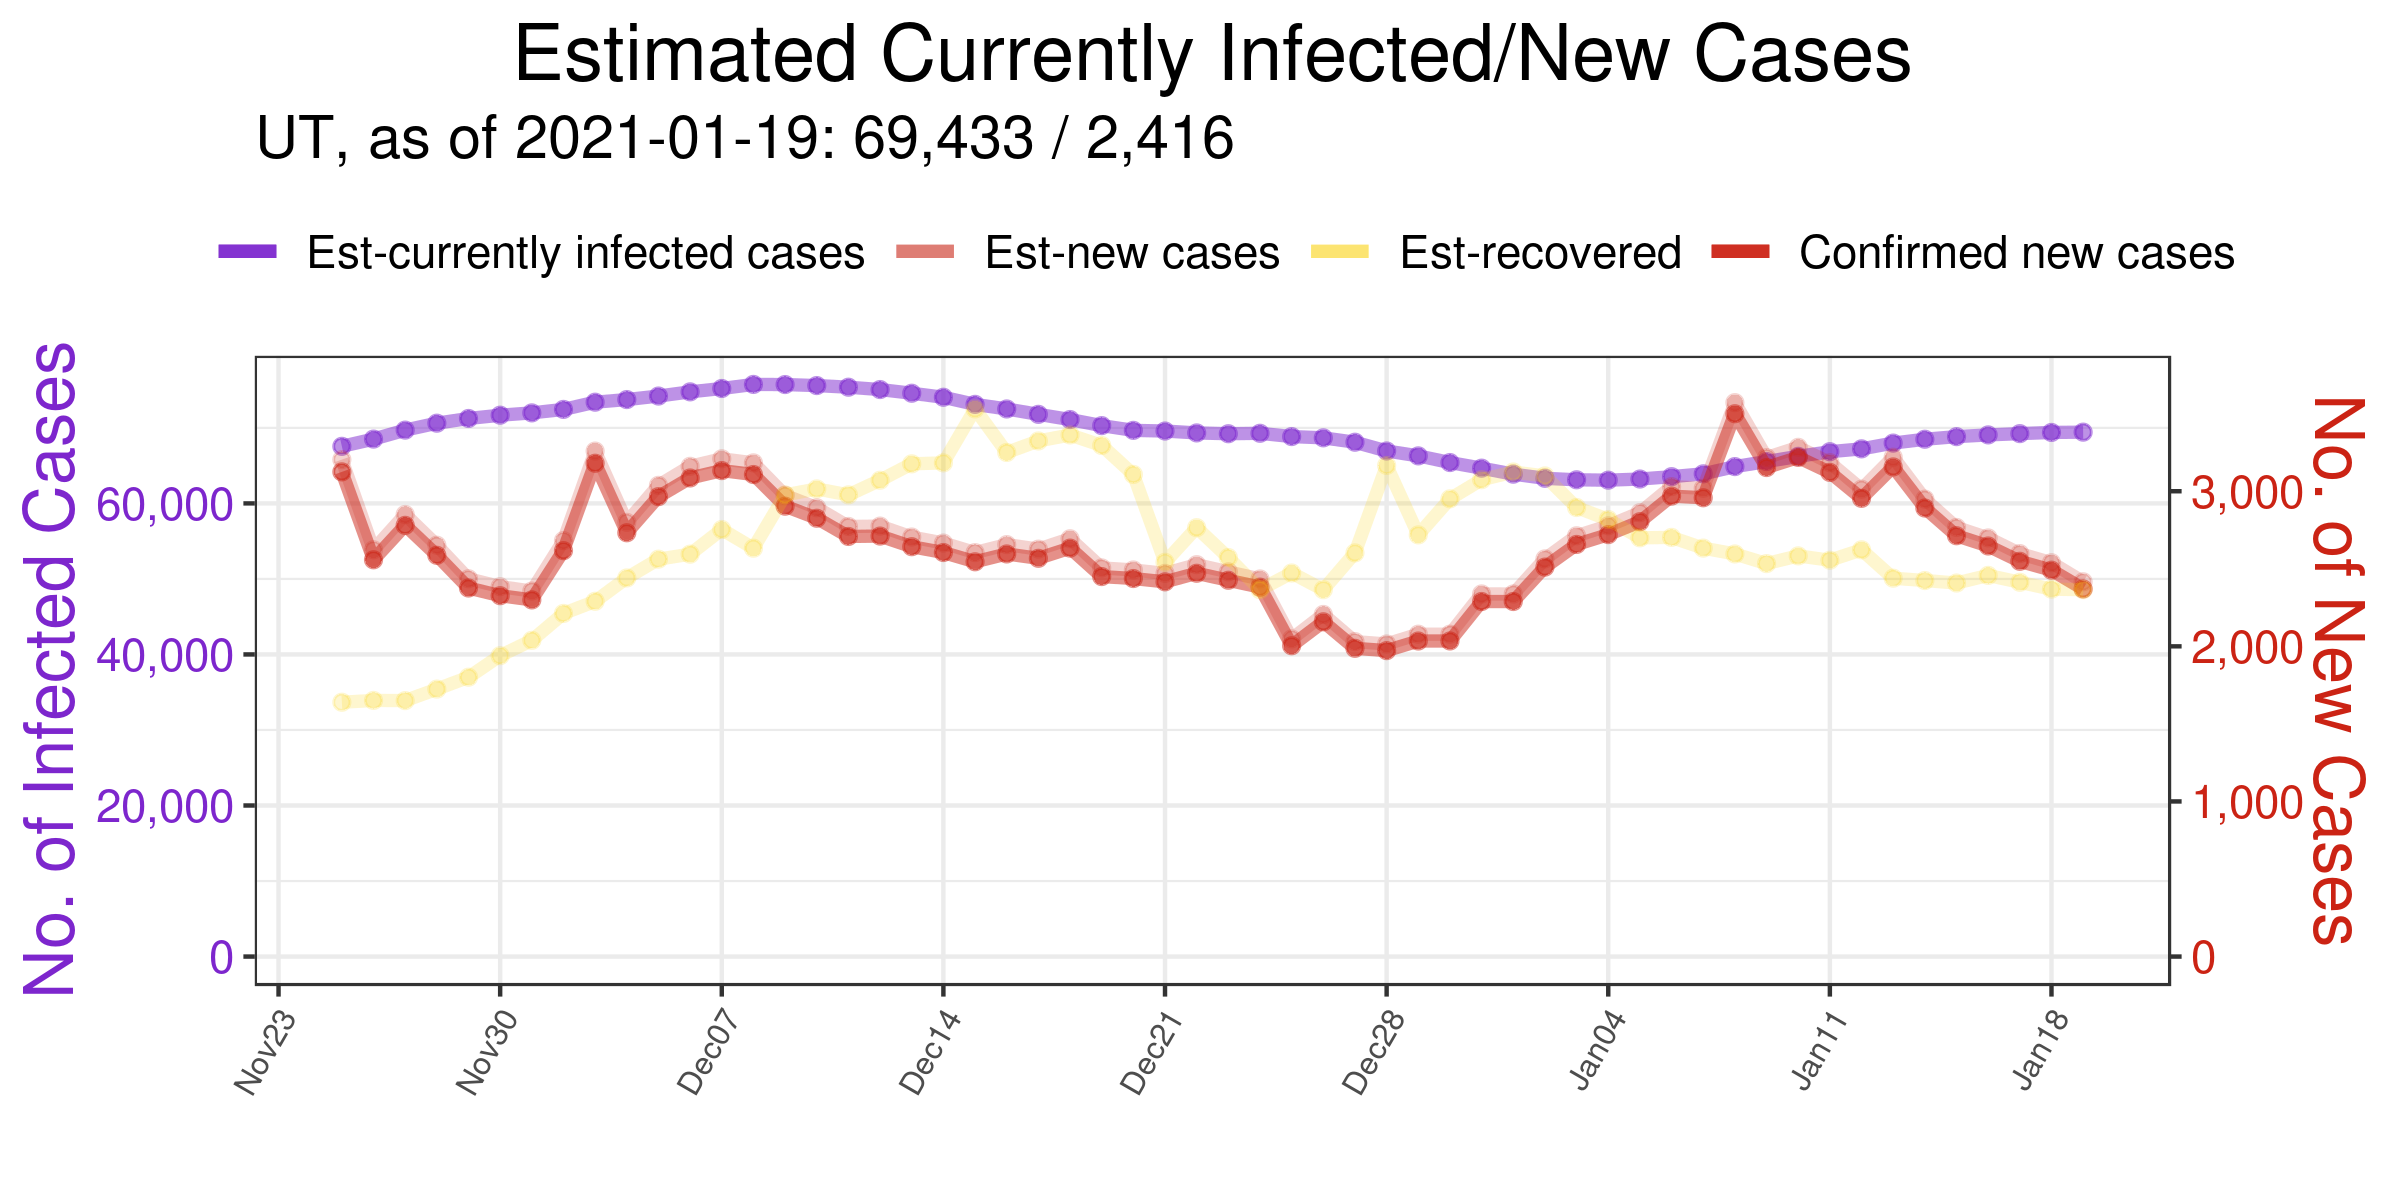 Estimated Currently Infected/New Cases
UT, as of 2021-01-19: 69,433 / 2,416
Est-currently infected cases Est-new cases Est-recovered Confirmed new cases
No. of Infected Cases
60,000
40,000
20,000
0
3,000
2,000
1,000
0
No. of New Cases
Nov23 Nov30 Dec07 Dec14 Dec21 Dec28 Jan04 Jan11 Jan18